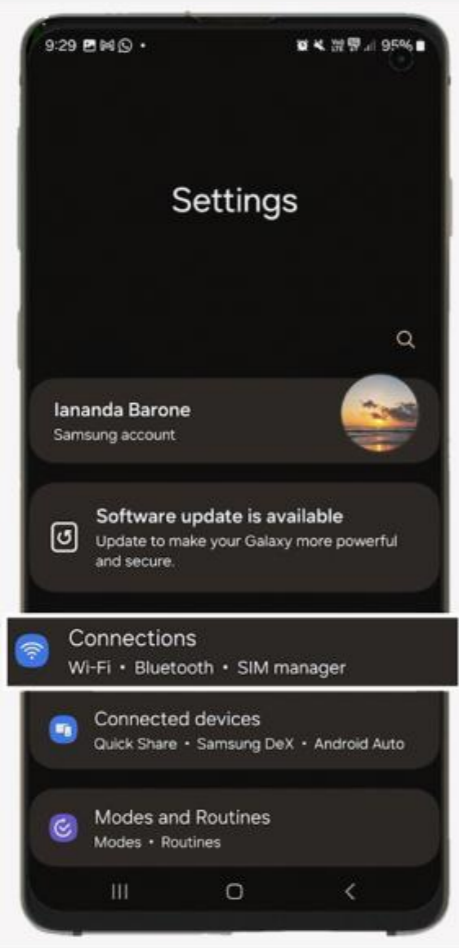 9:29
95%
Settings
Iananda Barone
Samsung account
Software update is available
Update to make your Galaxy more powerful
and secure.
Connections
Wi-Fi • Bluetooth • SIM manager
Connected devices
Quick Share • Samsung DeX • Android Auto
Modes and Routines
Modes • Routines